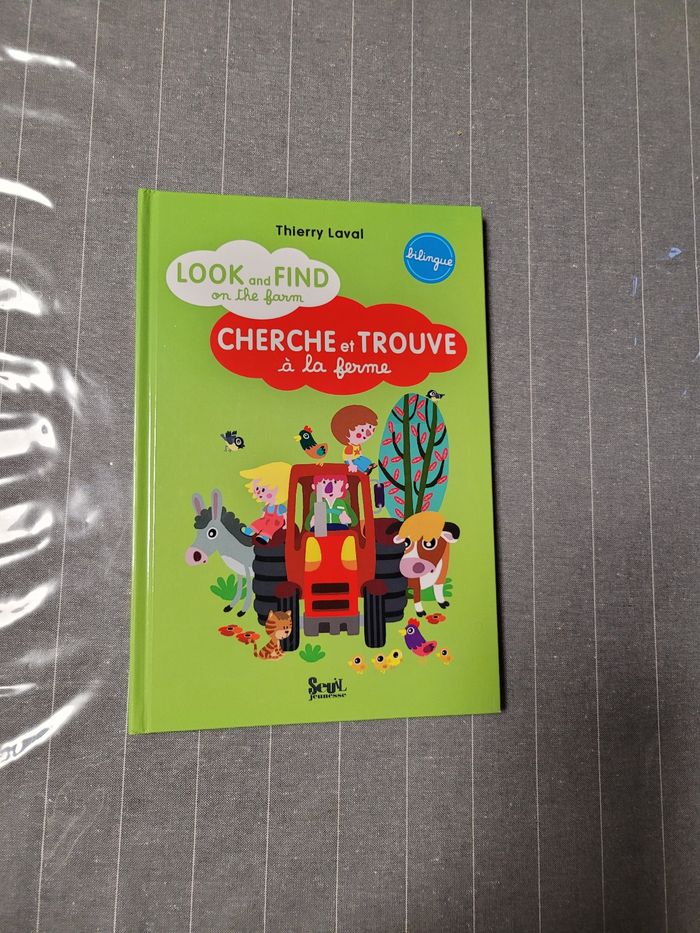 Thierry Laval
bilingue
LOOK and FIND
on the farm
CHERCHE et TROUVE
à la ferme
SEUIL
jeunesse